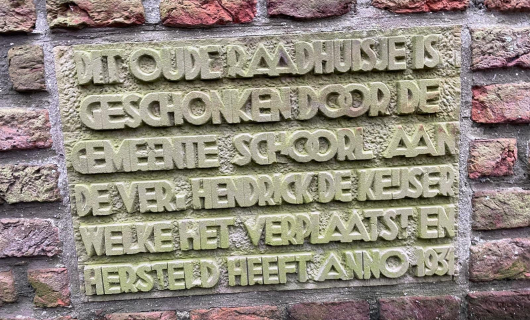 DIT OUDE RAADHUISJE IS
GESCHONKEN DOOR DE
GEMEENTE SCHOORL AAN
DE VER. HENDRICK DE KEIJSER
WELKE HET VERPLAATST EN
HERSTELD HEEFT ANNO 1931